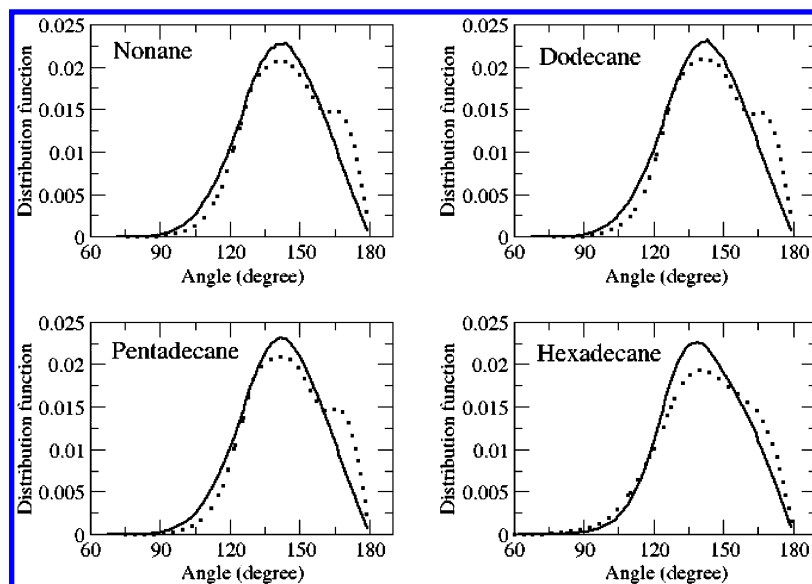 Nonane
Distribution function
0.025
0.02
0.015
0.01
0.005
0
60 90 120 150 180
Angle (degree)
Dodecane
Distribution function
0.025
0.02
0.015
0.01
0.005
0
60 90 120 150 180
Angle (degree)
Pentadecane
Distribution function
0.025
0.02
0.015
0.01
0.005
0
60 90 120 150 180
Angle (degree)
Hexadecane
Distribution function
0.025
0.02
0.015
0.01
0.005
0
60 90 120 150 180
Angle (degree)